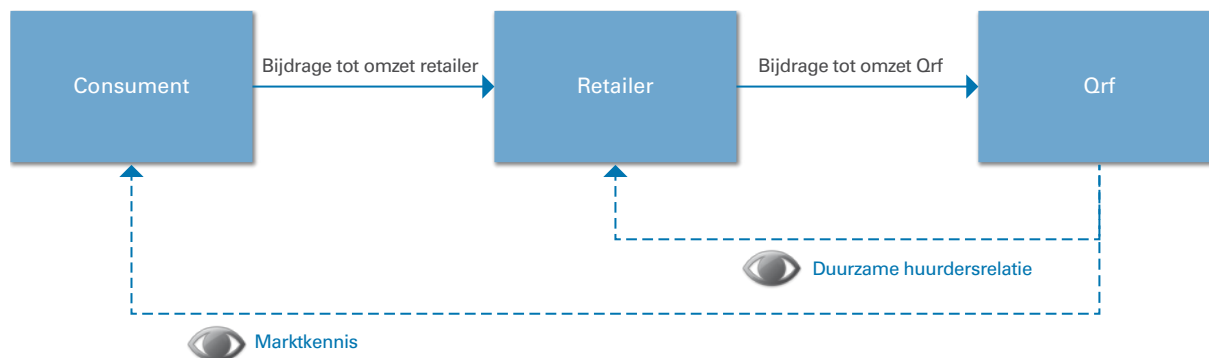 Consument
Bijdrage tot omzet retailer
Retailer
Bijdrage tot omzet Qrf
Qrf
Duurzame huurdersrelatie
Marktkennis